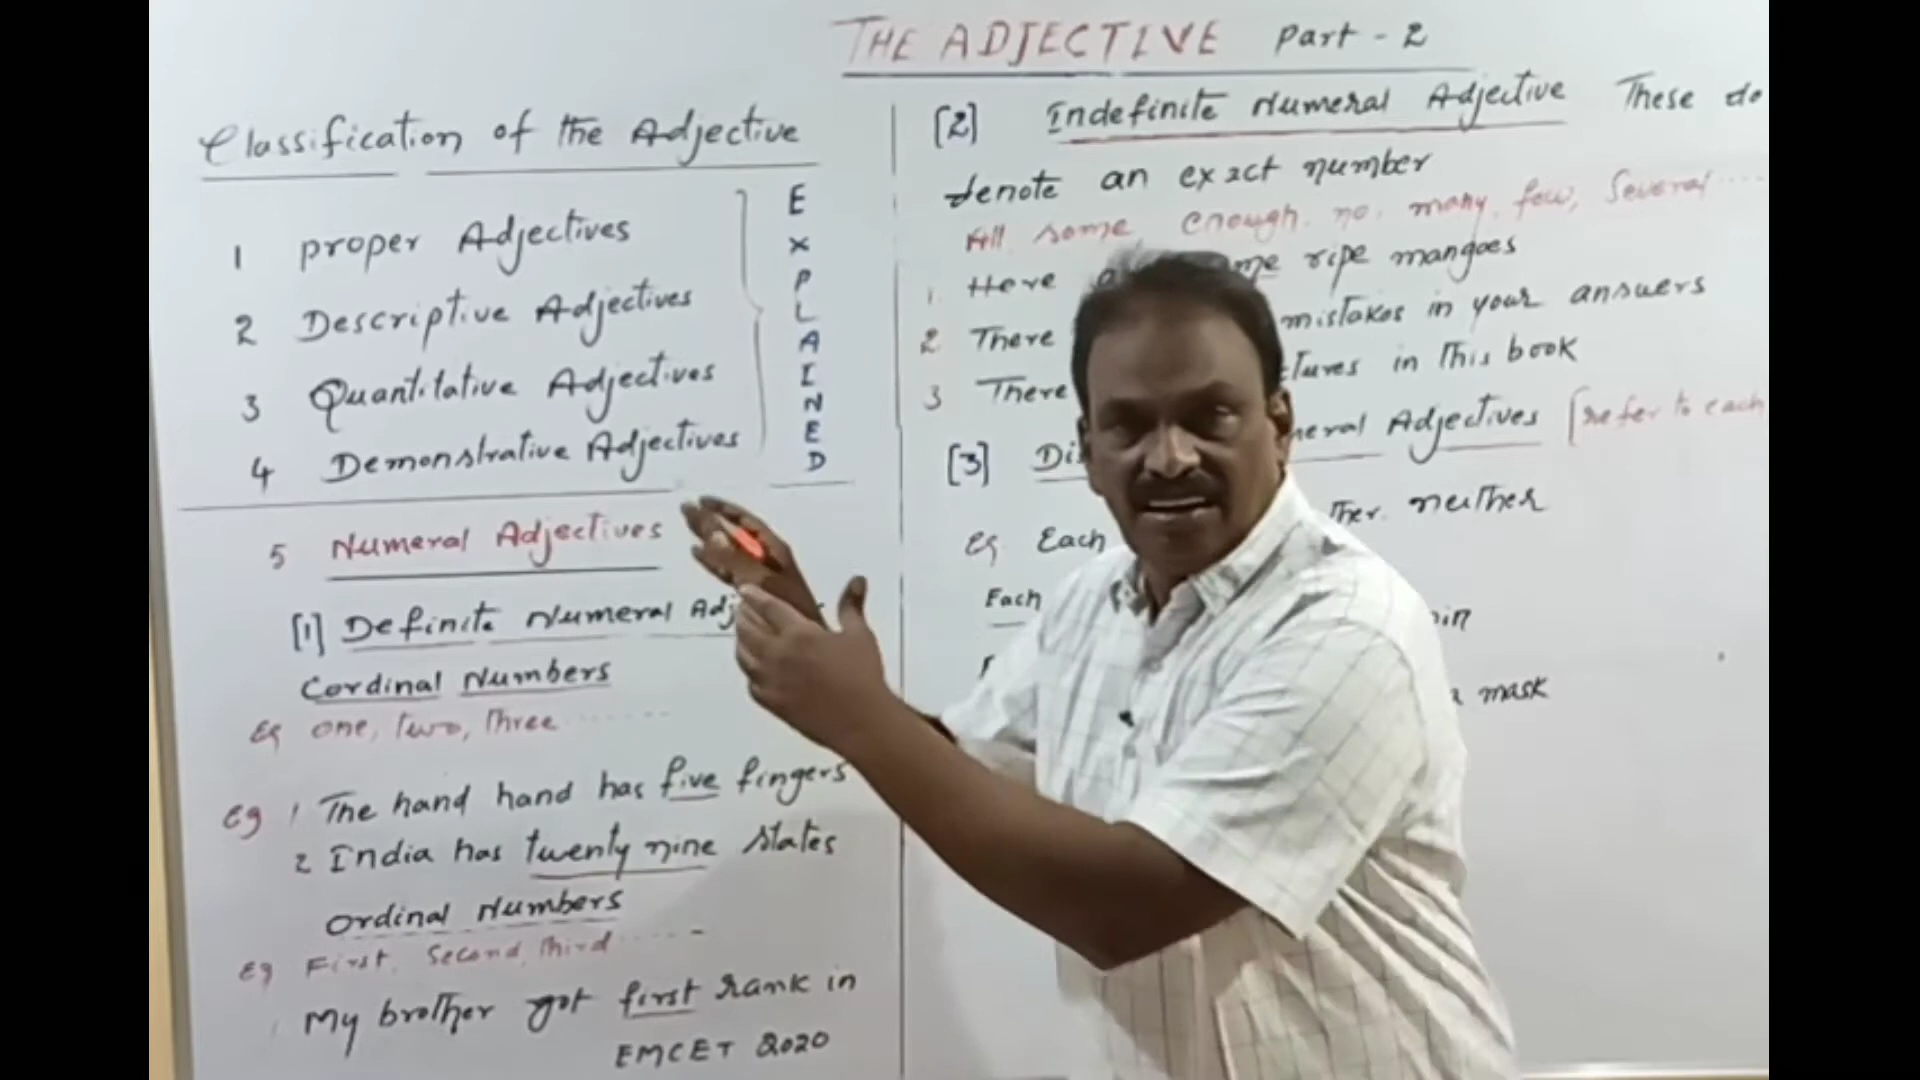 THE ADJECTIVE Part - 2
Classification of the Adjective
1 Proper Adjectives
2 Descriptive Adjectives
3 Quantitative Adjectives
4 Demonstrative Adjectives
EXPLAINED
5 Numeral Adjectives
[1] Definite Numeral
Cordinal Numbers
Eg one, two, three ......
Eg 1 The hand hand has five fingers
2 India has twenty nine states
Ordinal Numbers
Eg First, Second, Third .....
My brother got first rank in
EMCET 2020
[2] Indefinite Numeral Adjective These do
denote an exact number
All some enough. no, many, few, Several ....
1. Here ripe mangoes
2 There mistakes in your answers
3 There in this book
[3] Adjectives [refer to each
Eg Each neither
Each
mask